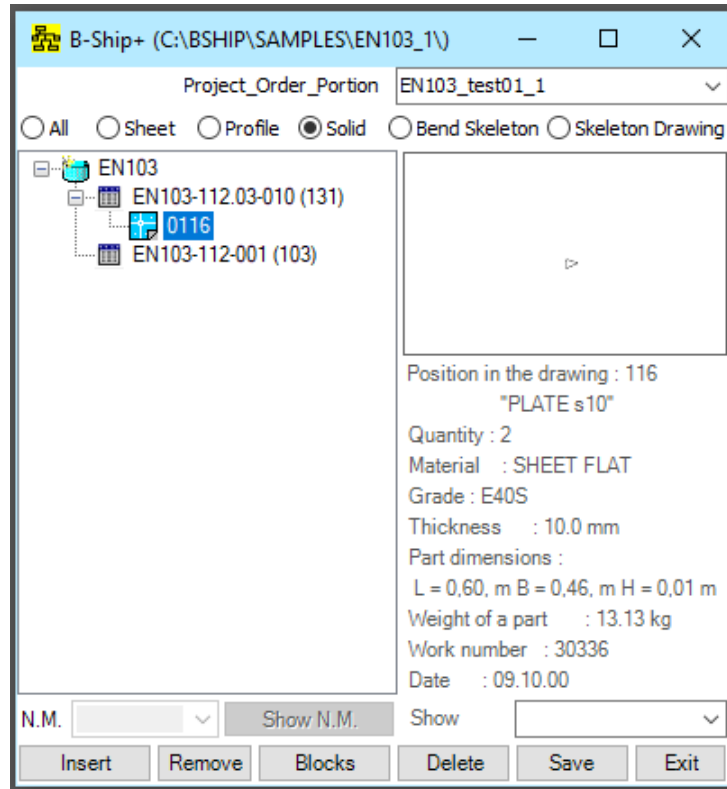 B-Ship+ (C:\BSHIP\SAMPLES\EN103_1\)
Project_Order_Portion EN103_test01_1
All Sheet Profile Solid Bend Skeleton Skeleton Drawing
EN103
EN103-112.03-010 (131)
0116
EN103-112-001 (103)
Position in the drawing : 116
"PLATE s10"
Quantity : 2
Material : SHEET FLAT
Grade : E40S
Thickness : 10.0 mm
Part dimensions :
L = 0,60, m B = 0,46, m H = 0,01 m
Weight of a part : 13.13 kg
Work number : 30336
Date : 09.10.00
N.M. Show N.M. Show
Insert Remove Blocks Delete Save Exit